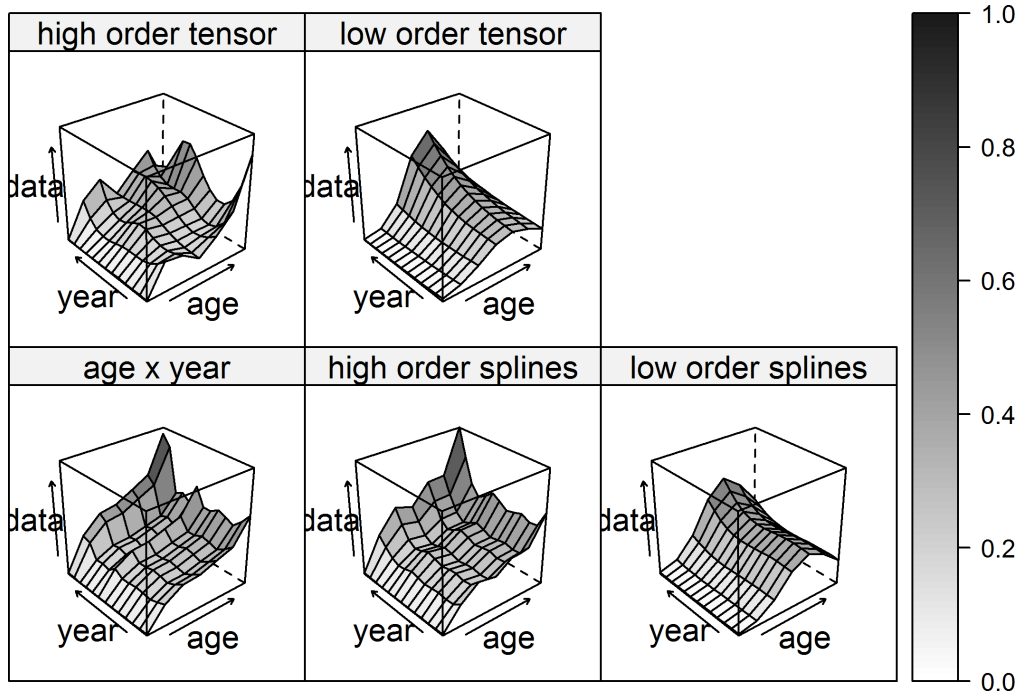 high order tensor
low order tensor
data
year
age
data
year
age
age x year
high order splines
low order splines
data
year
age
data
year
age
data
year
age
1.0
0.8
0.6
0.4
0.2
0.0